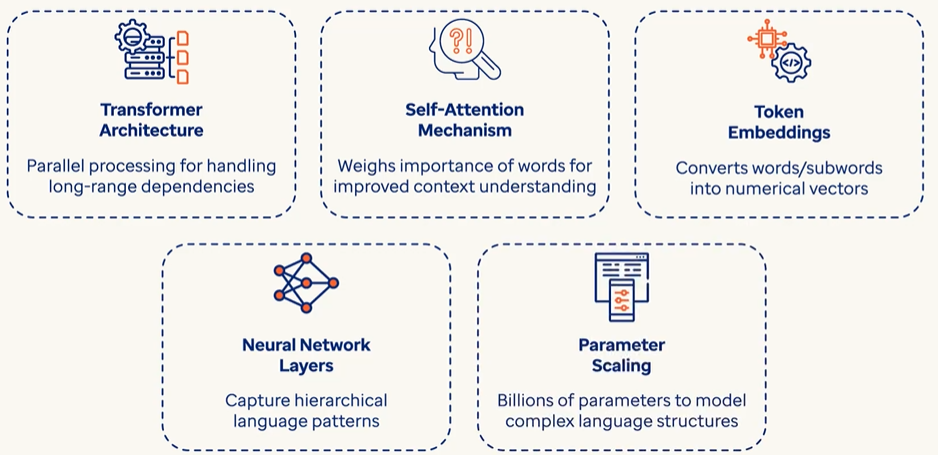 Transformer
Architecture
Parallel processing for handling
long-range dependencies
?!
Self-Attention
Mechanism
Weighs importance of words for
improved context understanding
</>
Token
Embeddings
Converts words/subwords
into numerical vectors
Neural Network
Layers
Capture hierarchical
language patterns
Parameter
Scaling
Billions of parameters to model
complex language structures